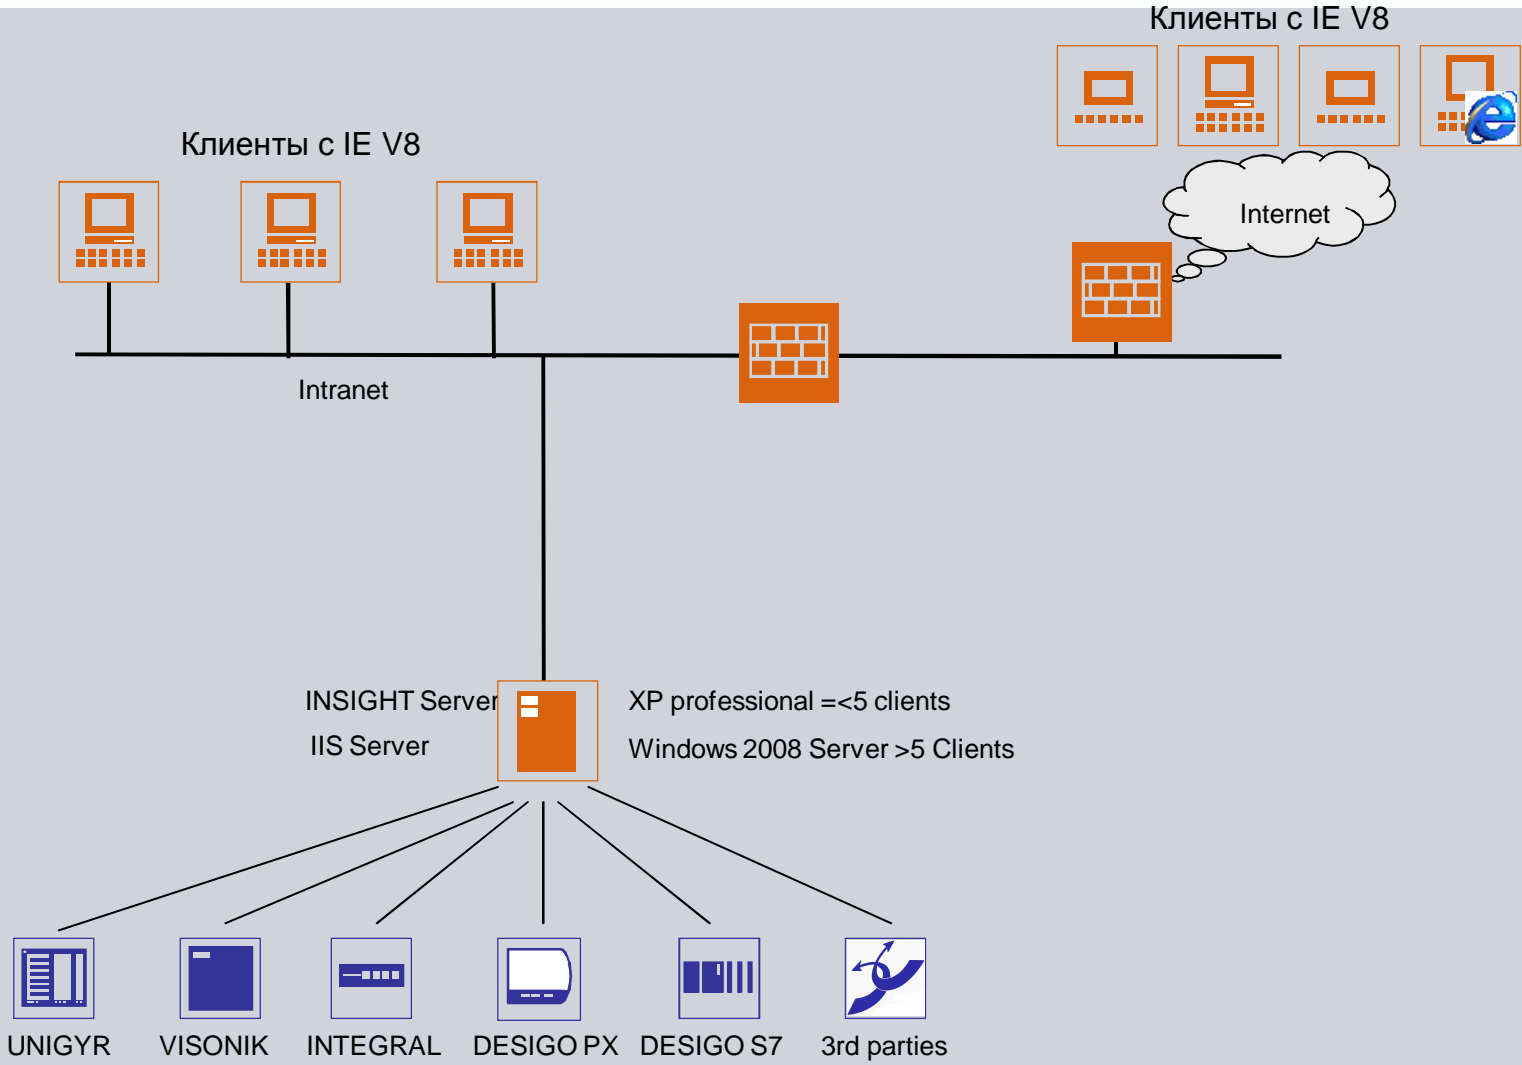 Клиенты с IE V8
Клиенты с IE V8
Internet
Intranet
INSIGHT Server
XP professional =<5 clients
IIS Server
Windows 2008 Server >5 Clients
UNIGYR
VISONIK
INTEGRAL
DESIGO PX
DESIGO S7
3rd parties